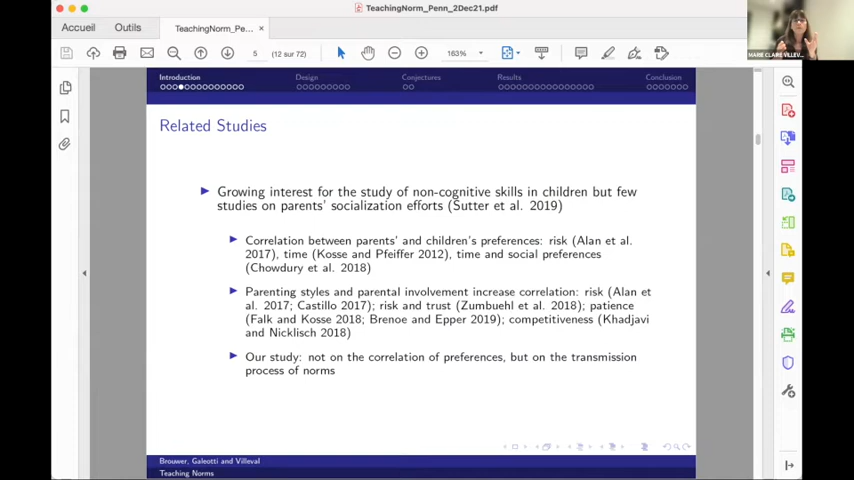 TeachingNorm_Penn_2Dec21.pdf
Accueil
Outils
TeachingNorm_Pe...
×
5
(12 sur 72)
163%
Introduction
Design
Conjectures
Results
Conclusion
Related Studies
Growing interest for the study of non-cognitive skills in children but few
studies on parents' socialization efforts (Sutter et al. 2019)
Correlation between parents' and children's preferences: risk (Alan et al.
2017), time (Kosse and Pfeiffer 2012), time and social preferences
(Chowdury et al. 2018)
Parenting styles and parental involvement increase correlation: risk (Alan et
al. 2017; Castillo 2017); risk and trust (Zumbuehl et al. 2018); patience
(Falk and Kosse 2018; Brenoe and Epper 2019); competitiveness (Khadjavi
and Nicklisch 2018)
Our study: not on the correlation of preferences, but on the transmission
process of norms
Brouwer, Galeotti and Villeval
Teaching Norms
MARIE CLAIRE VILLEV...